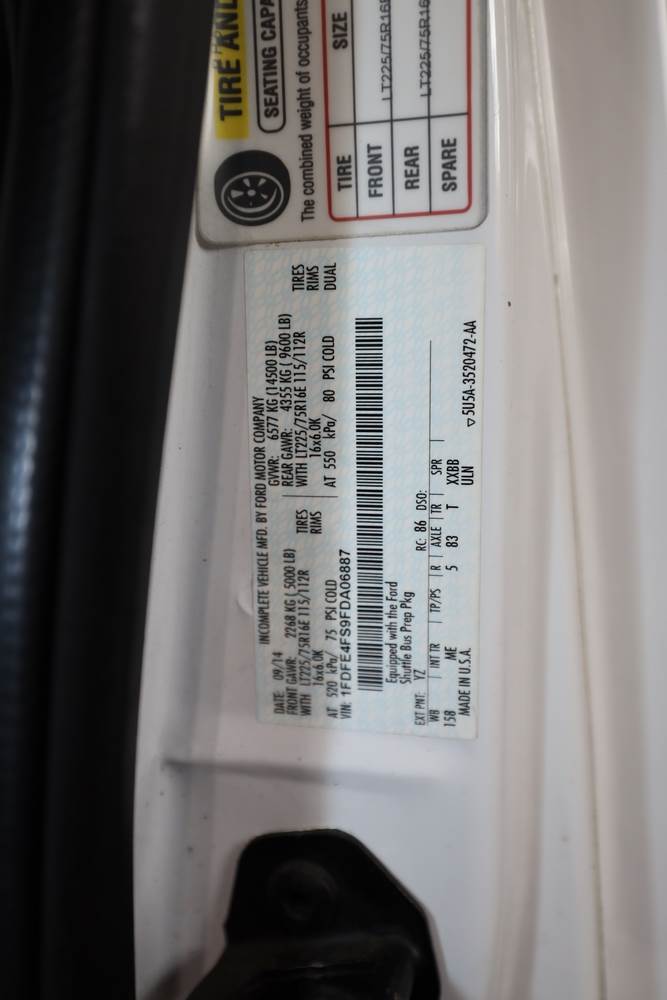 TIRE AND
SEATING CAPA
The combined weight of occupants
TIRE SIZE
FRONT LT225/75R16E
REAR LT225/75R16
SPARE
INCOMPLETE VEHICLE MFD. BY FORD MOTOR COMPANY
DATE: 09/14 GVWR: 6577 KG (14500 LB)
FRONT GAWR: 2268 KG ( 5000 LB) REAR GAWR: 4355 KG ( 9600 LB)
WITH LT225/75R16E 115/112R TIRES WITH LT225/75R16E 115/112R TIRES
16x6.0K RIMS 16x6.0K RIMS
AT 520 kPa/ 75 PSI COLD AT 550 kPa/ 80 PSI COLD DUAL
VIN: 1FDFE4FS9FDA06887
Equipped with the Ford
Shuttle Bus Prep Pkg
EXT PNT: YZ RC: 86 DSO:
WB INT TR TP/PS R AXLE TR SPR
158 ME 5 83 T XXBB
MADE IN U.S.A. ULN
▽5U5A-3520472-AA